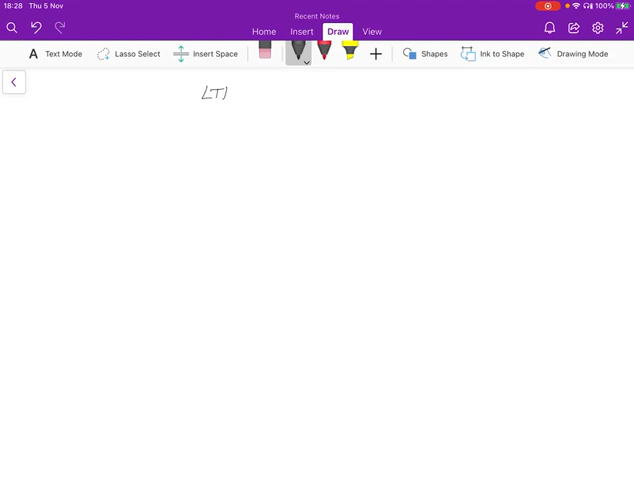 18:28 Thu 5 Nov 100%
Recent Notes
Home Insert Draw View
A Text Mode Lasso Select Insert Space Shapes Ink to Shape Drawing Mode
LTI